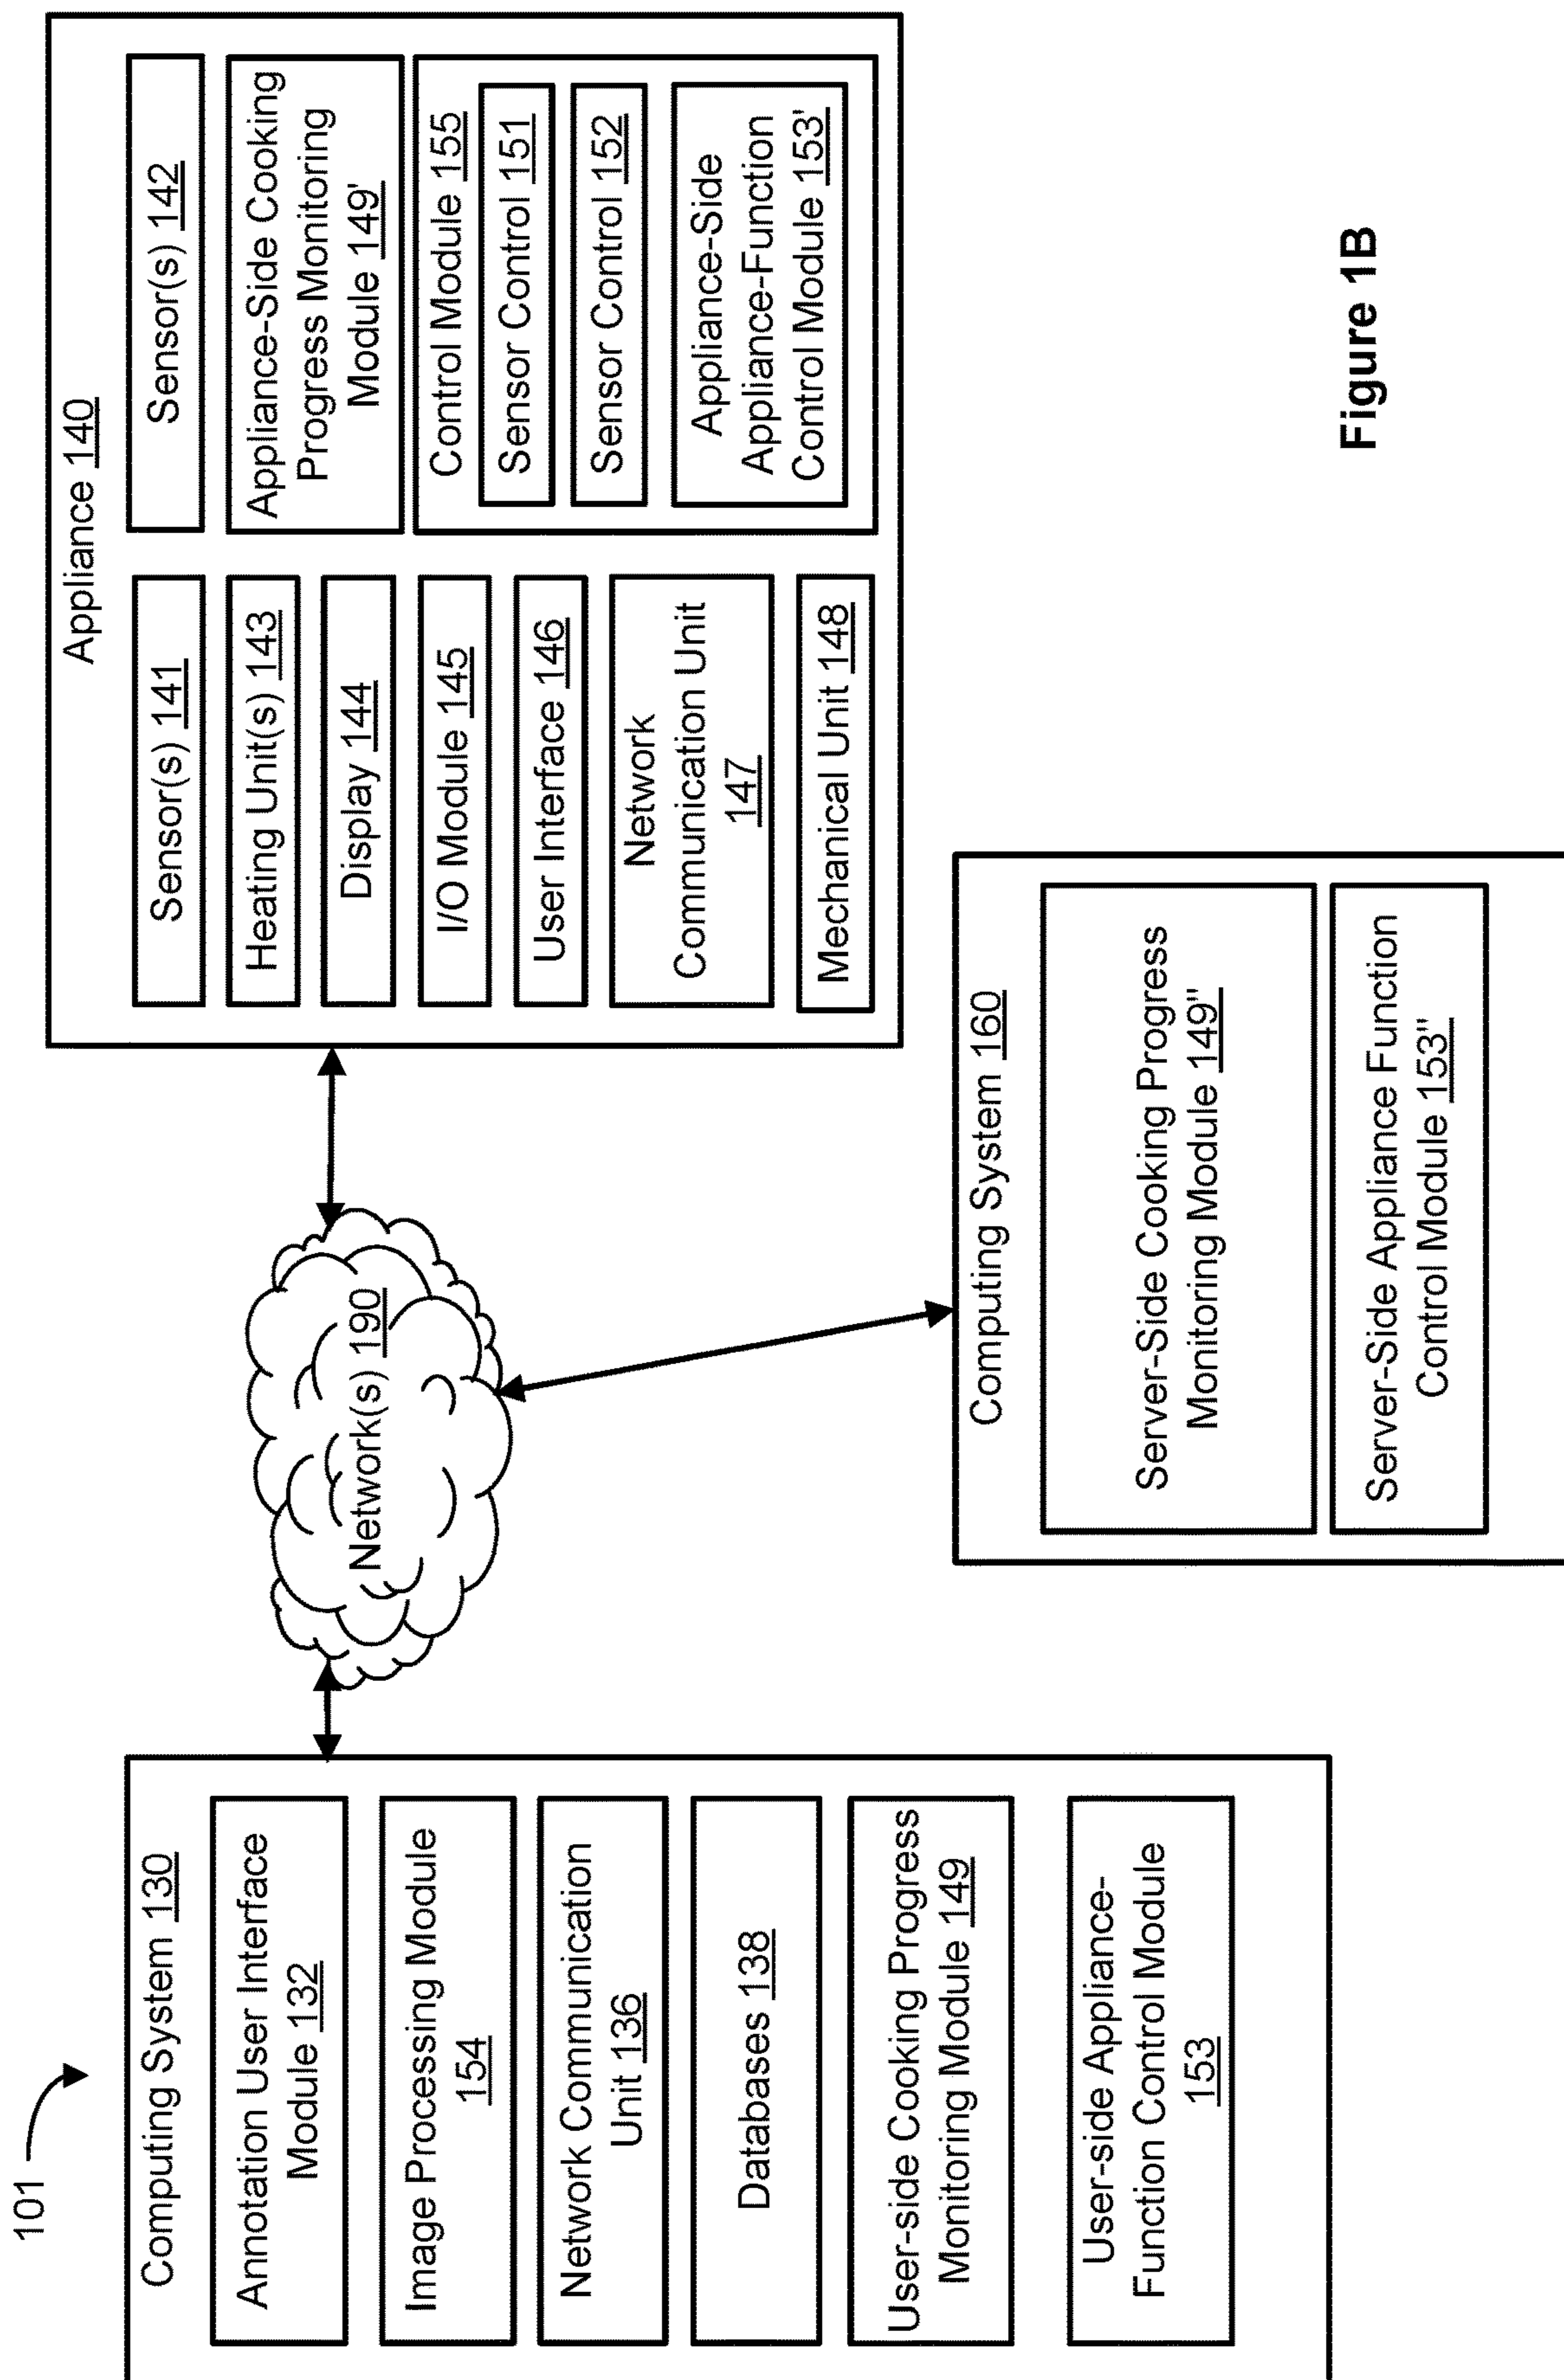 101
Computing System 130
Annotation User Interface
Module 132
Image Processing Module
154
Network Communication
Unit 136
Databases 138
User-side Cooking Progress
Monitoring Module 149
User-side Appliance-
Function Control Module
153
Network(s) 190
Appliance 140
Sensor(s) 141
Heating Unit(s) 143
Display 144
I/O Module 145
User Interface 146
Network
Communication Unit
147
Mechanical Unit 148
Sensor(s) 142
Appliance-Side Cooking
Progress Monitoring
Module 149'
Control Module 155
Sensor Control 151
Sensor Control 152
Appliance-Side
Appliance-Function
Control Module 153'
Computing System 160
Server-Side Cooking Progress
Monitoring Module 149"
Server-Side Appliance Function
Control Module 153"
Figure 1B